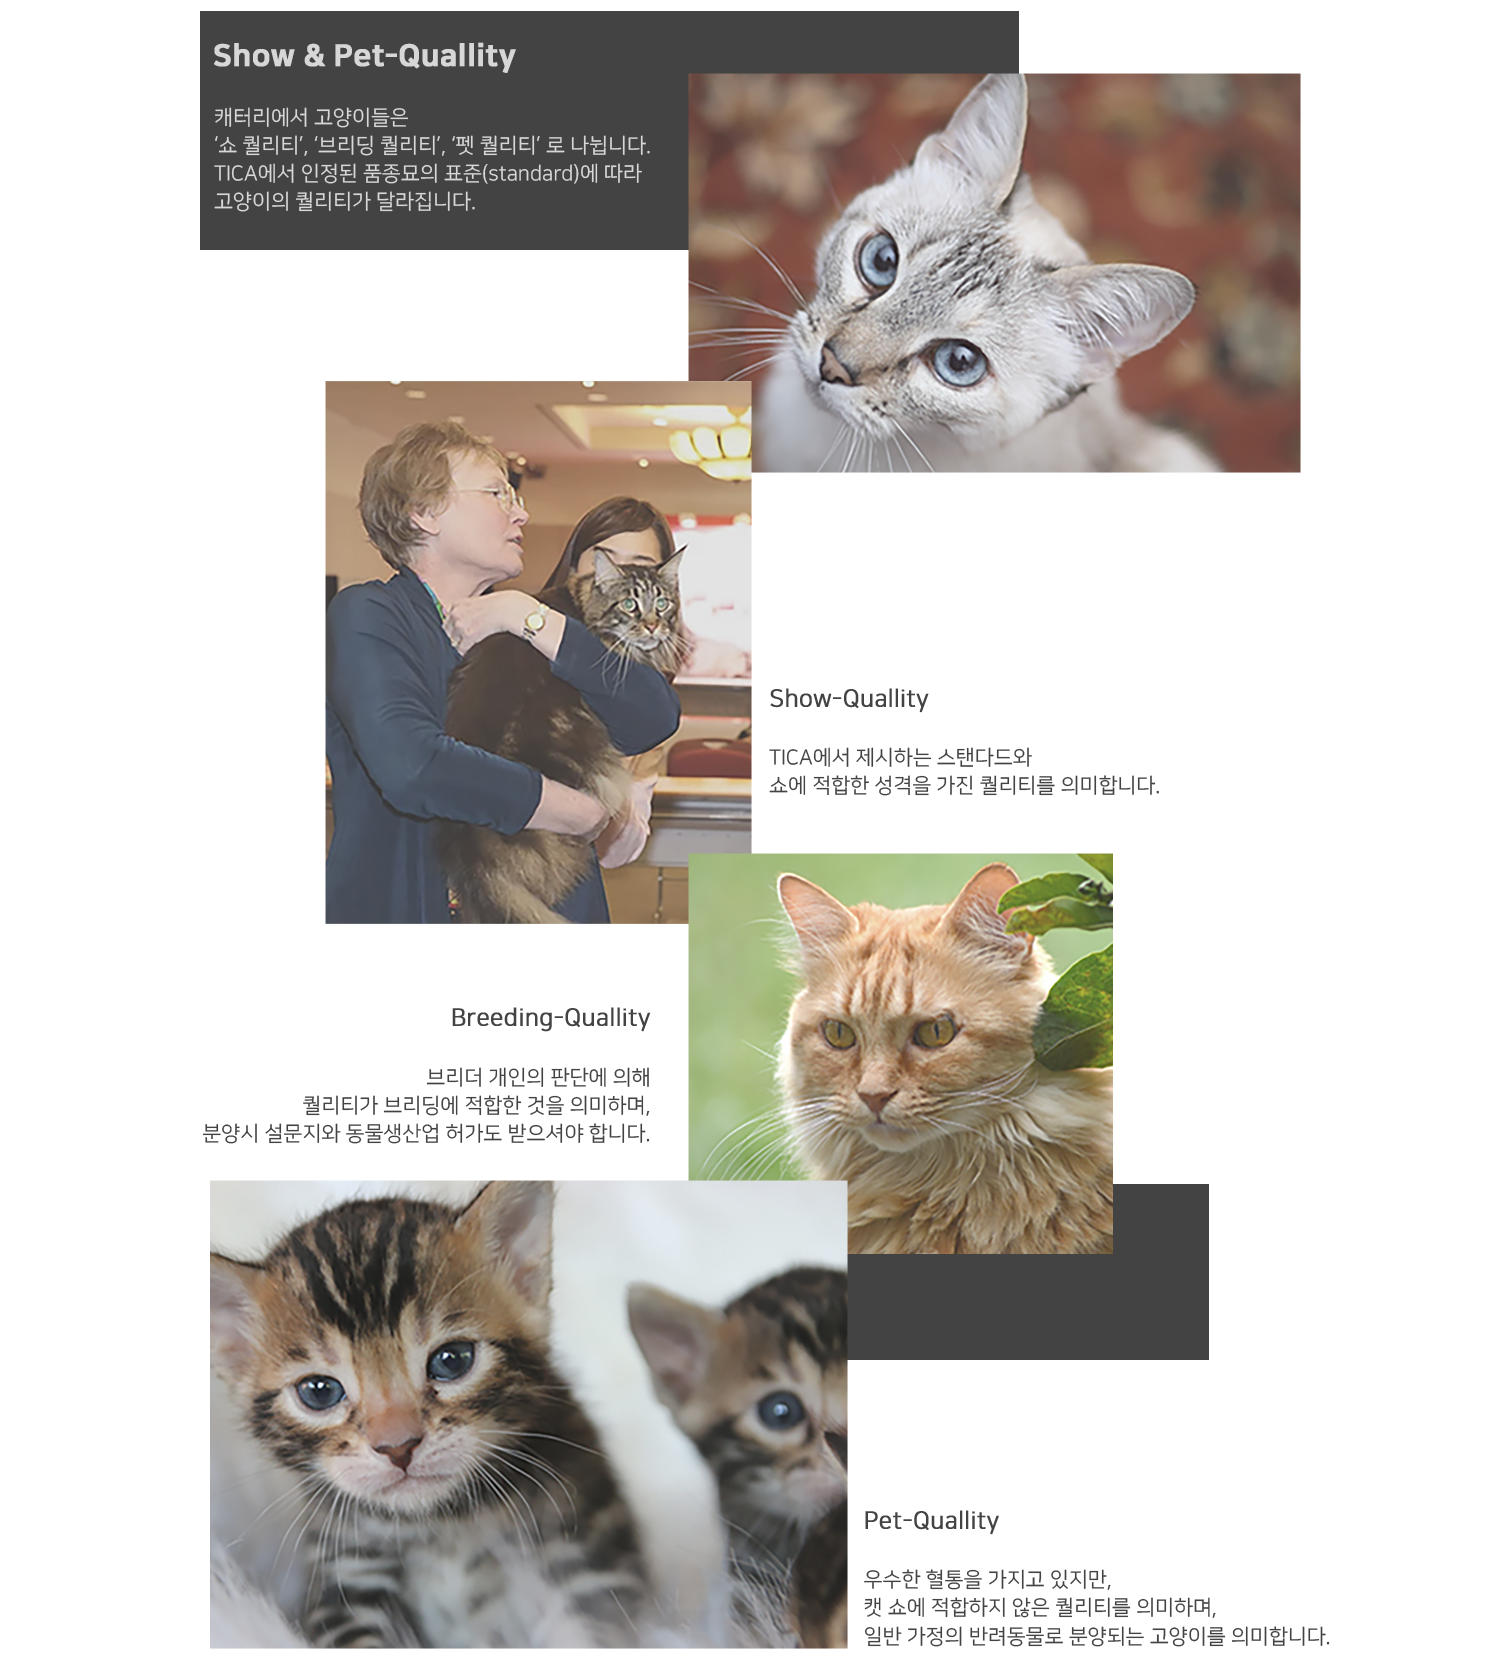 Show & Pet-Quallity
캐터리에서 고양이들은
‘쇼 퀄리티’, ‘브리딩 퀄리티’, ‘펫 퀄리티‘ 로 나뉩니다.
TICA에서 인정된 품종묘의 표준(standard)에 따라
고양이의 퀄리티가 달라집니다.
Show-Quallity
TICA에서 제시하는 스탠다드와
쇼에 적합한 성격을 가진 퀄리티를 의미합니다.
Breeding-Quallity
브리더 개인의 판단에 의해
퀄리티가 브리딩에 적합한 것을 의미하며,
분양시 설문지와 동물생산업 허가도 받으셔야 합니다.
Pet-Quallity
우수한 혈통을 가지고 있지만,
캣 쇼에 적합하지 않은 퀄리티를 의미하며,
일반 가정의 반려동물로 분양되는 고양이를 의미합니다.